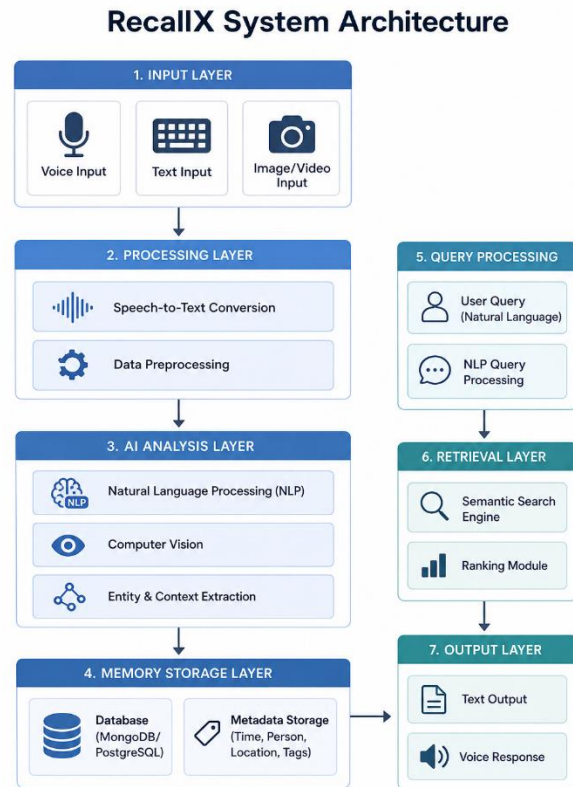 RecallX System Architecture
1. INPUT LAYER
Voice Input
Text Input
Image/Video
Input
2. PROCESSING LAYER
Speech-to-Text Conversion
Data Preprocessing
3. AI ANALYSIS LAYER
NLP
Natural Language Processing (NLP)
Computer Vision
Entity & Context Extraction
4. MEMORY STORAGE LAYER
Database
(MongoDB/
PostgreSQL)
Metadata Storage
(Time, Person,
Location, Tags)
5. QUERY PROCESSING
User Query
(Natural Language)
NLP Query
Processing
6. RETRIEVAL LAYER
Semantic Search
Engine
Ranking Module
7. OUTPUT LAYER
Text Output
Voice Response